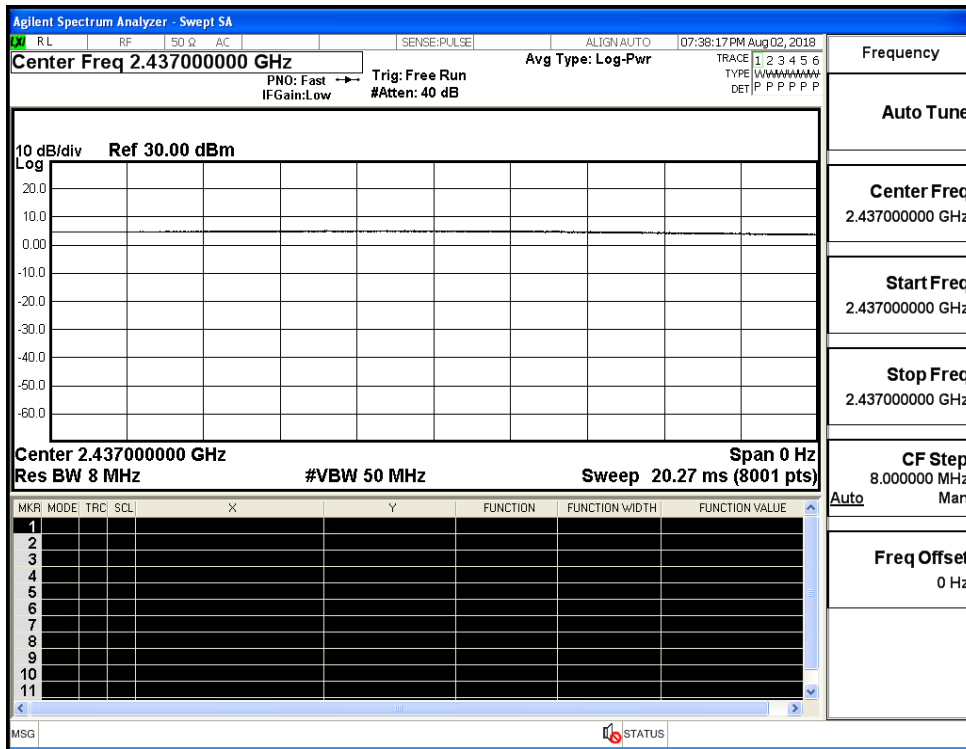 Agilent Spectrum Analyzer - Swept SA
LXI RL RF 50 Ω AC SENSE:PULSE ALIGN AUTO 07:38:17 PM Aug 02, 2018
Center Freq 2.437000000 GHz
PNO: Fast
IFGain:Low
Trig: Free Run
#Atten: 40 dB
Avg Type: Log-Pwr
TRACE 1 2 3 4 5 6
TYPE WWWWWW
DET P P P P P P
10 dB/div Ref 30.00 dBm
Log
20.0
10.0
0.00
-10.0
-20.0
-30.0
-40.0
-50.0
-60.0
Center 2.437000000 GHz Span 0 Hz
Res BW 8 MHz #VBW 50 MHz Sweep 20.27 ms (8001 pts)
MKR MODE TRC SCL X Y FUNCTION FUNCTION WIDTH FUNCTION VALUE
1
2
3
4
5
6
7
8
9
10
11
MSG STATUS
Frequency
Auto Tune
Center Freq
2.437000000 GHz
Start Freq
2.437000000 GHz
Stop Freq
2.437000000 GHz
CF Step
8.000000 MHz
Auto Man
Freq Offset
0 Hz